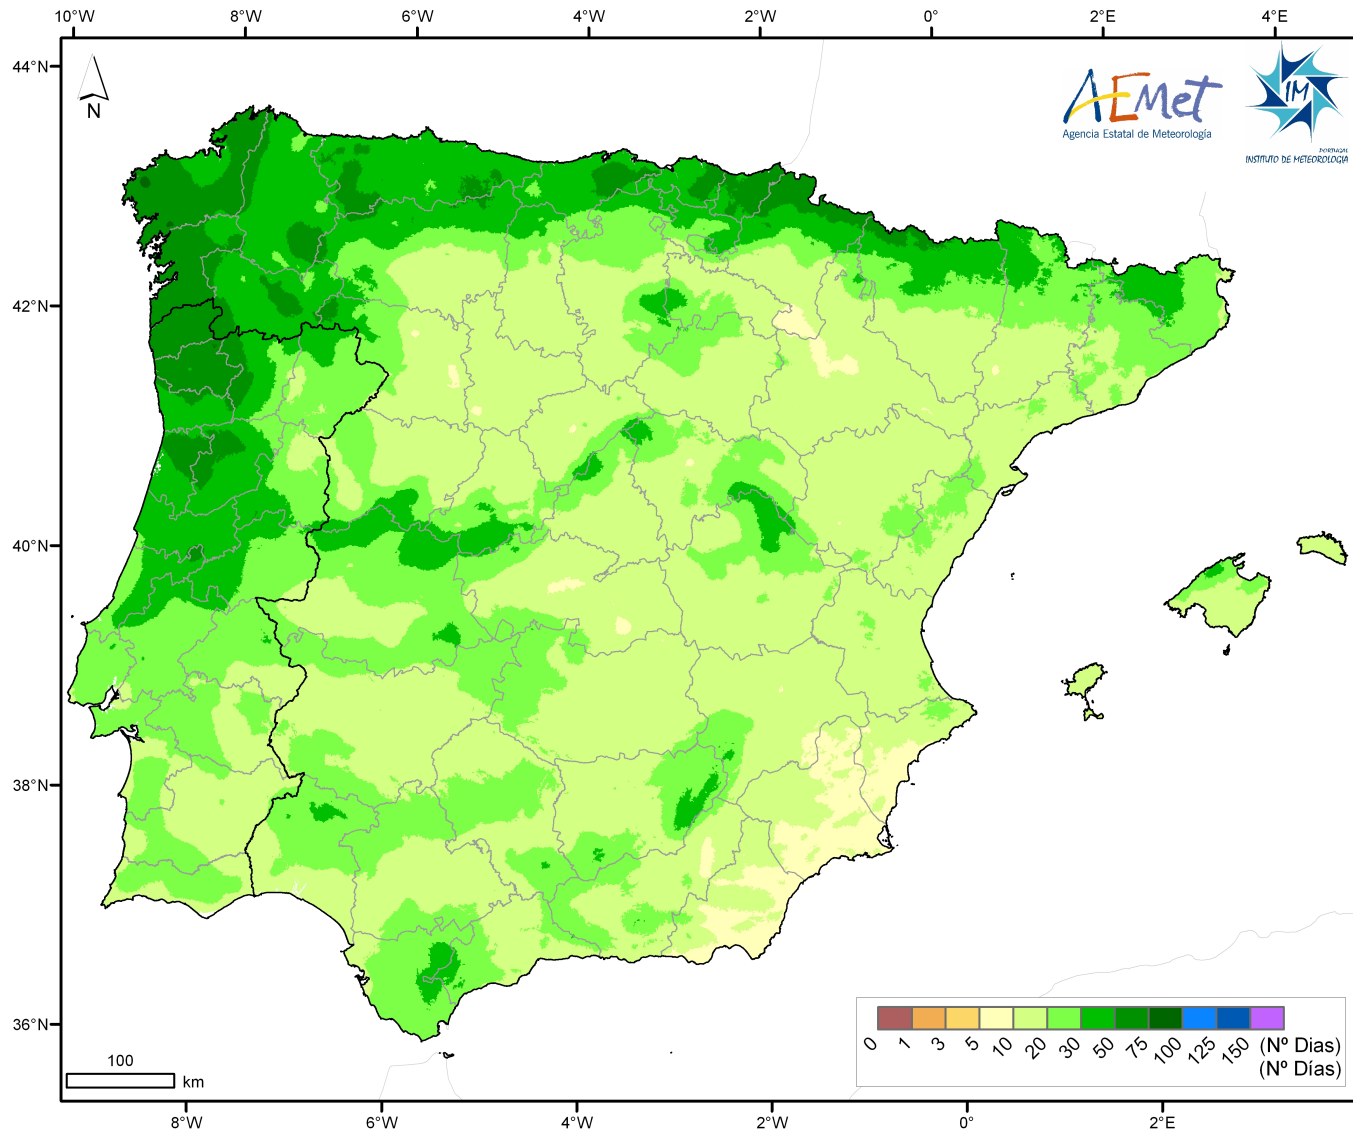 10°W 8°W 6°W 4°W 2°W 0° 2°E 4°E
44°N
N
AEMet
Agencia Estatal de Meteorología
IM
PORTUGAL
INSTITUTO DE METEOROLOGIA
42°N
40°N
38°N
36°N
0 1 3 5 10 20 30 50 75 100 125 150 (Nº Dias)
(Nº Días)
100
km
8°W 6°W 4°W 2°W 0° 2°E